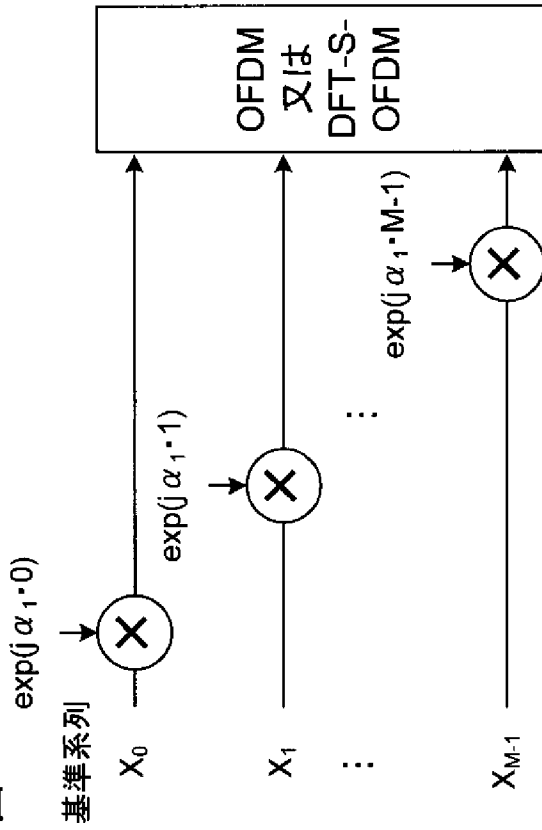 exp(jα₁・0)
基準系列
X₀
exp(jα₁・1)
X₁
⋮
⋮
exp(jα₁・M-1)
X_{M-1}
OFDM
又は
DFT-S-
OFDM